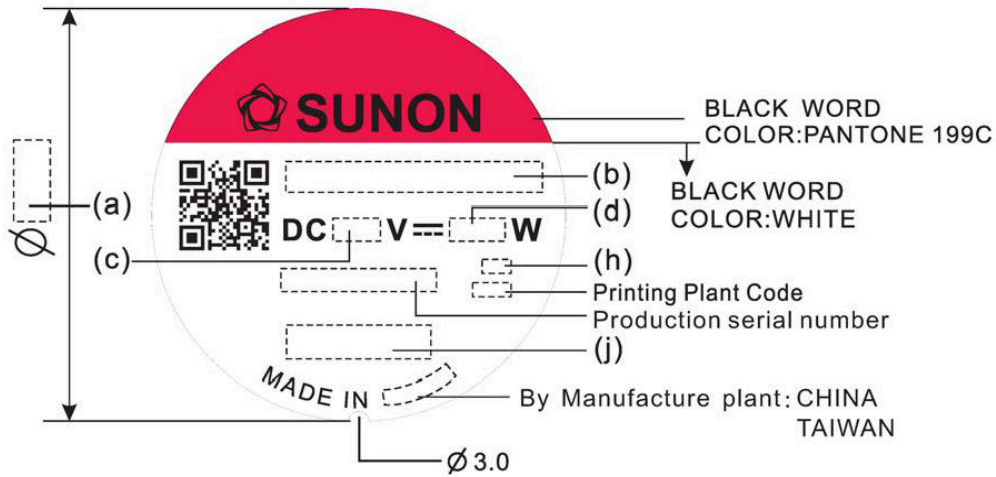 SUNON
BLACK WORD
COLOR:PANTONE 199C
BLACK WORD
COLOR:WHITE
(a)
Ø
(b)
(d)
DC V⎓ W
(c)
(h)
Printing Plant Code
Production serial number
(j)
MADE IN
By Manufacture plant: CHINA
TAIWAN
Ø 3.0